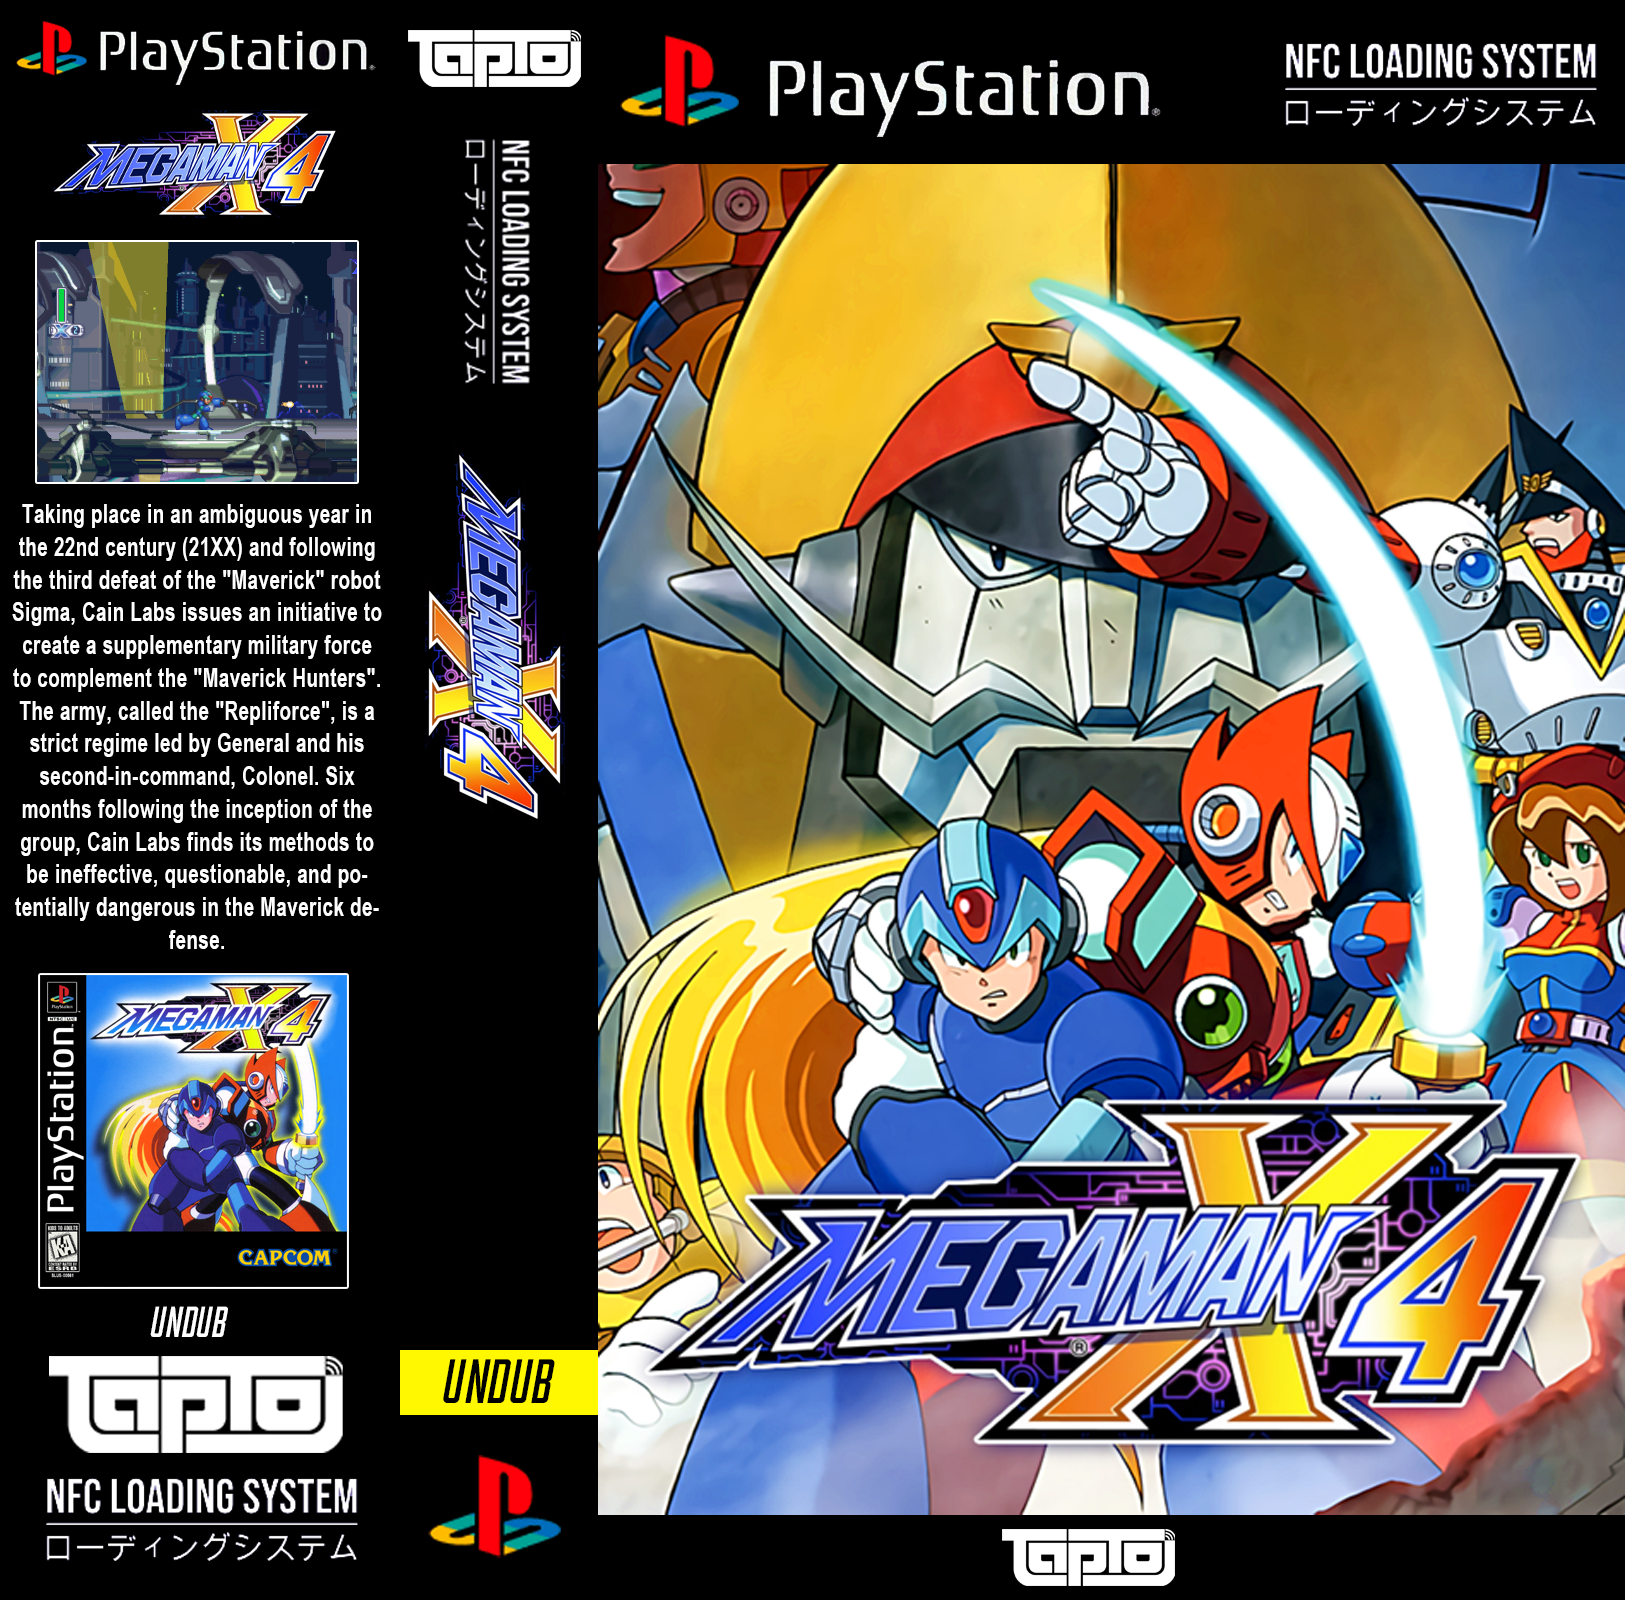 PlayStation
MEGAMAN X4
Taking place in an ambiguous year in
the 22nd century (21XX) and following
the third defeat of the "Maverick" robot
Sigma, Cain Labs issues an initiative to
create a supplementary military force
to complement the "Maverick Hunters".
The army, called the "Repliforce", is a
strict regime led by General and his
second-in-command, Colonel. Six
months following the inception of the
group, Cain Labs finds its methods to
be ineffective, questionable, and po-
tentially dangerous in the Maverick de-
fense.
PlayStation
MEGAMAN X4
KIDS TO ADULTS
K-A
ESRB
CAPCOM
UNDUB
TapTo
NFC LOADING SYSTEM
ローディングシステム
TapTo
NFC LOADING SYSTEM
ローディングシステム
MEGAMAN X4
UNDUB
PlayStation
NFC LOADING SYSTEM
ローディングシステム
MEGAMAN X4
®
TapTo